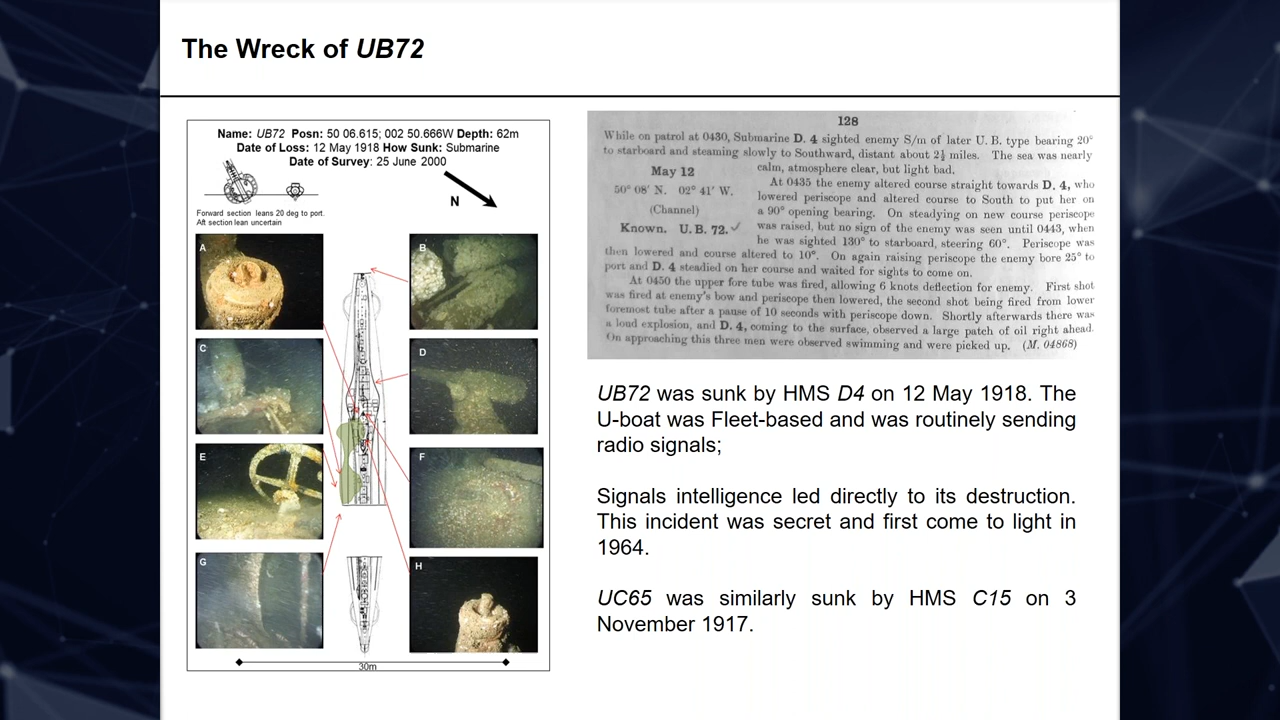 The Wreck of UB72
Name: UB72 Posn: 50 06.615; 002 50.666W Depth: 62m
Date of Loss: 12 May 1918 How Sunk: Submarine
Date of Survey: 25 June 2000
N
Forward section leans 20 deg to port.
Aft section lean uncertain
A
B
C
D
E
F
G
H
30m
128
While on patrol at 0430, Submarine D. 4 sighted enemy S/m of later U. B. type bearing 20°
to starboard and steaming slowly to Southward, distant about 2½ miles. The sea was nearly
calm, atmosphere clear, but light bad.
May 12
50° 08' N. 02° 41' W.
(Channel)
Known. U. B. 72. ✓
At 0435 the enemy altered course straight towards D. 4, who
lowered periscope and altered course to South to put her on
a 90° opening bearing. On steadying on new course periscope
was raised, but no sign of the enemy was seen until 0443, when
he was sighted 130° to starboard, steering 60°. Periscope was
then lowered and course altered to 10°. On again raising periscope the enemy bore 25° to
port and D. 4 steadied on her course and waited for sights to come on.
At 0450 the upper fore tube was fired, allowing 6 knots deflection for enemy. First shot
was fired at enemy's bow and periscope then lowered, the second shot being fired from lower
foremost tube after a pause of 10 seconds with periscope down. Shortly afterwards there was
a loud explosion, and D. 4, coming to the surface, observed a large patch of oil right ahead.
On approaching this three men were observed swimming and were picked up. (M. 04868)
UB72 was sunk by HMS D4 on 12 May 1918. The
U-boat was Fleet-based and was routinely sending
radio signals;
Signals intelligence led directly to its destruction.
This incident was secret and first come to light in
1964.
UC65 was similarly sunk by HMS C15 on 3
November 1917.